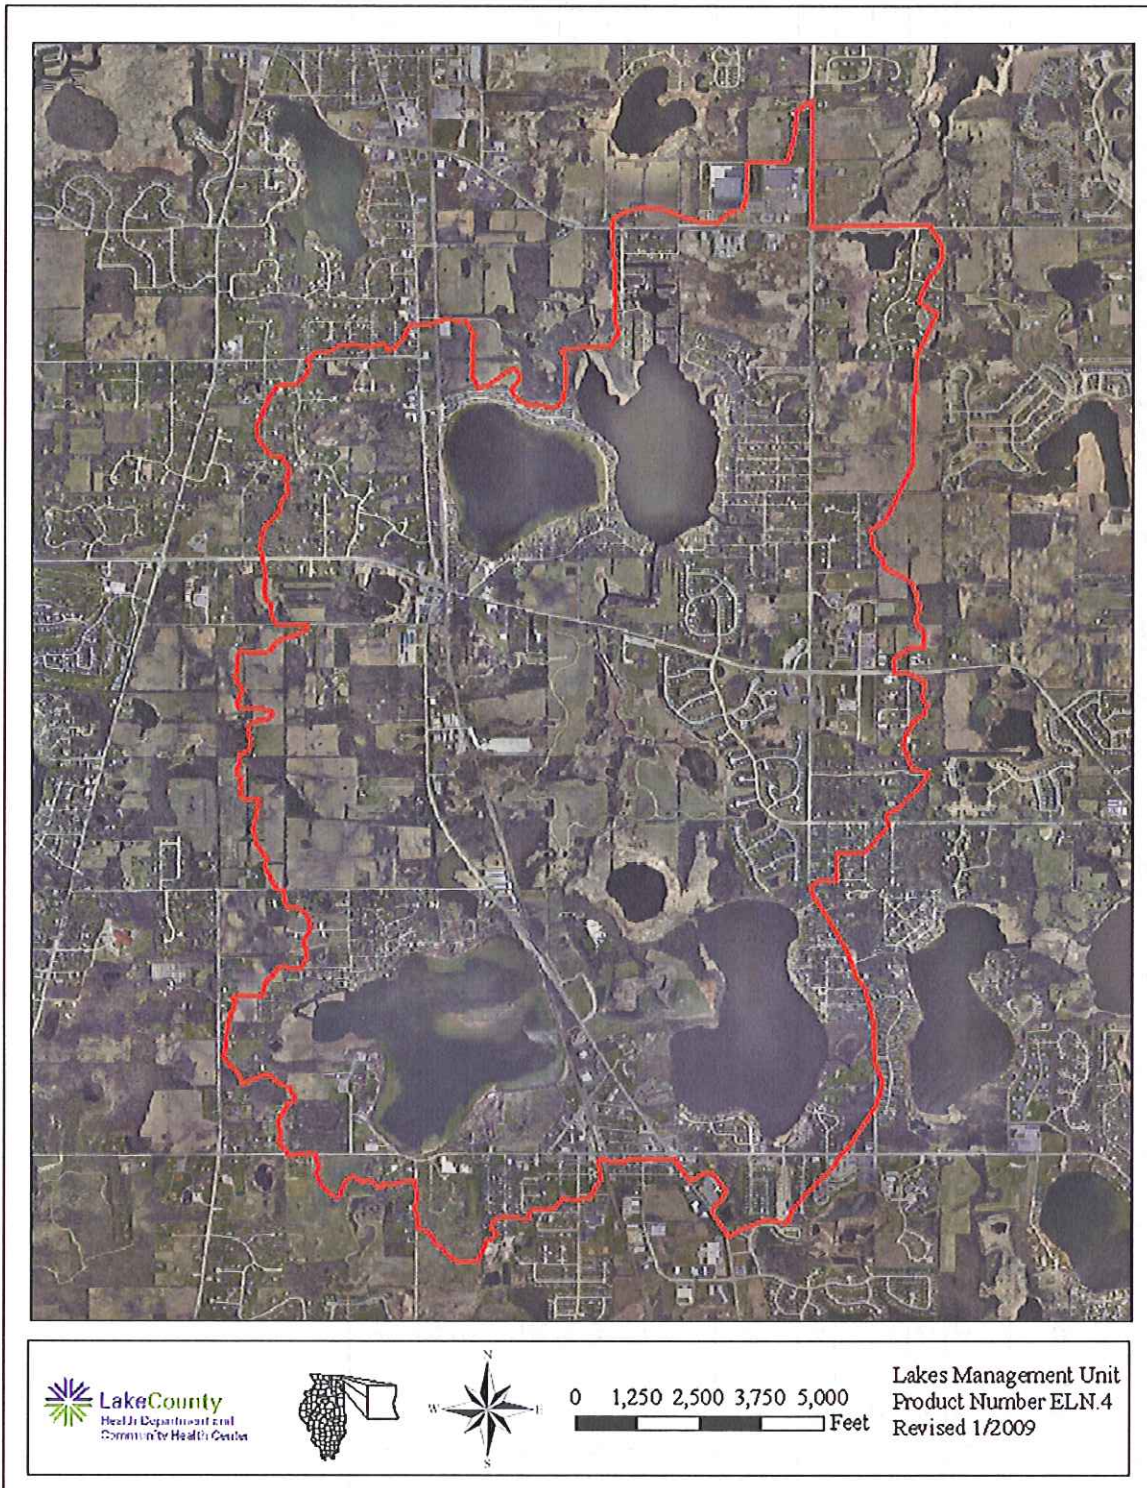 LakeCounty
Health Department and
Community Health Center
N
W
E
S
0 1,250 2,500 3,750 5,000
Feet
Lakes Management Unit
Product Number ELN.4
Revised 1/2009